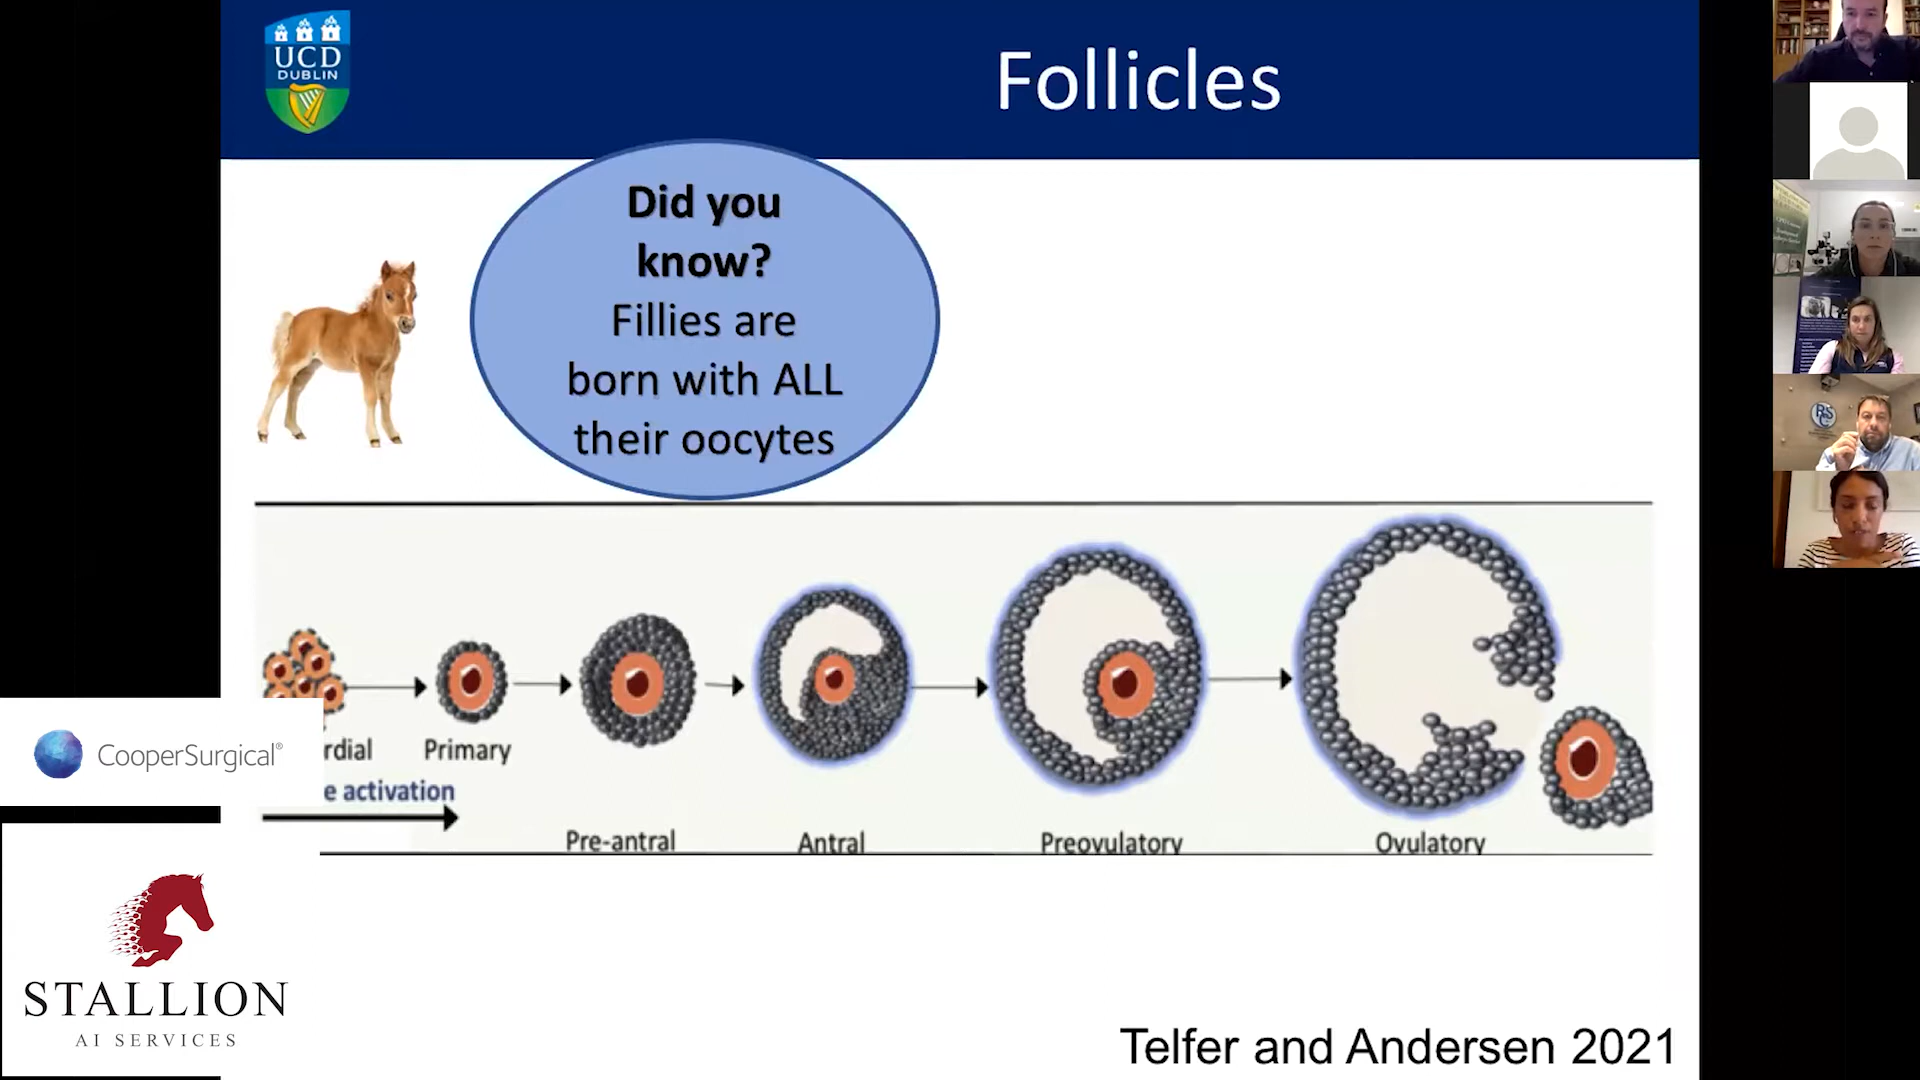 UCD
DUBLIN
Follicles
Did you
know?
Fillies are
born with ALL
their oocytes
rdial
Primary
e activation
Pre-antral
Antral
Preovulatory
Ovulatory
CooperSurgical®
STALLION
AI SERVICES
Telfer and Andersen 2021